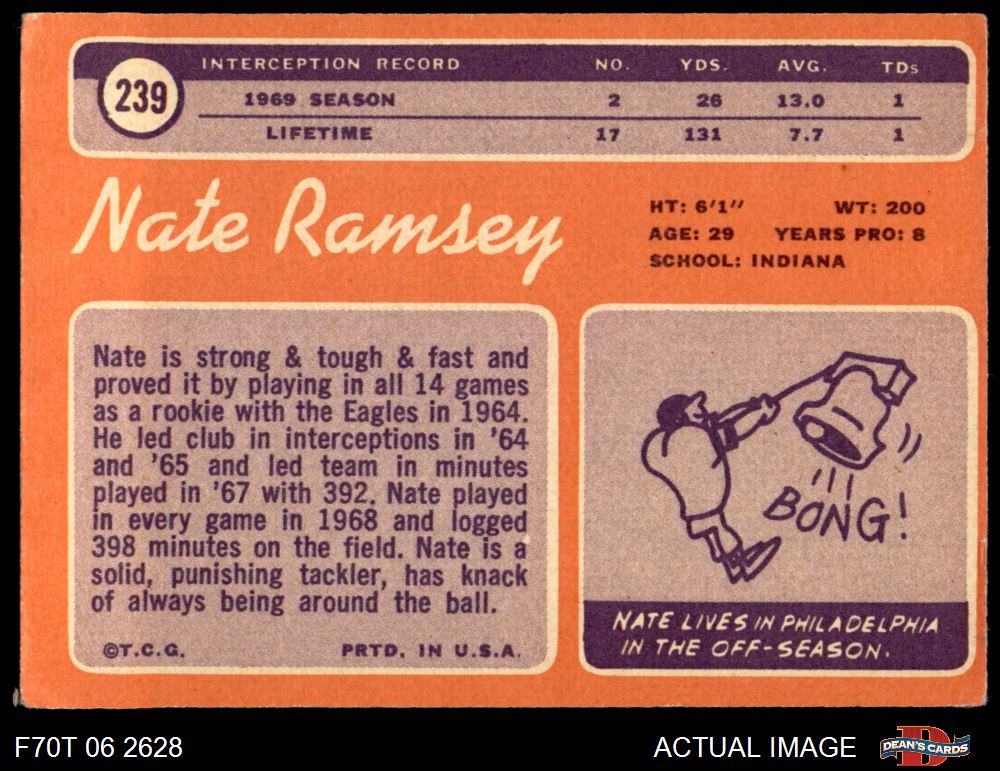 239
INTERCEPTION RECORD NO. YDS. AVG. TDs
1969 SEASON 2 26 13.0 1
LIFETIME 17 131 7.7 1
Nate Ramsey
HT: 6'1" WT: 200
AGE: 29 YEARS PRO: 8
SCHOOL: INDIANA
Nate is strong & tough & fast and
proved it by playing in all 14 games
as a rookie with the Eagles in 1964.
He led club in interceptions in '64
and '65 and led team in minutes
played in '67 with 392. Nate played
in every game in 1968 and logged
398 minutes on the field. Nate is a
solid, punishing tackler, has knack
of always being around the ball.
©T.C.G. PRTD. IN U.S.A.
BONG!
NATE LIVES IN PHILADELPHIA
IN THE OFF-SEASON.
F70T 06 2628
ACTUAL IMAGE
D
DEAN'S CARDS